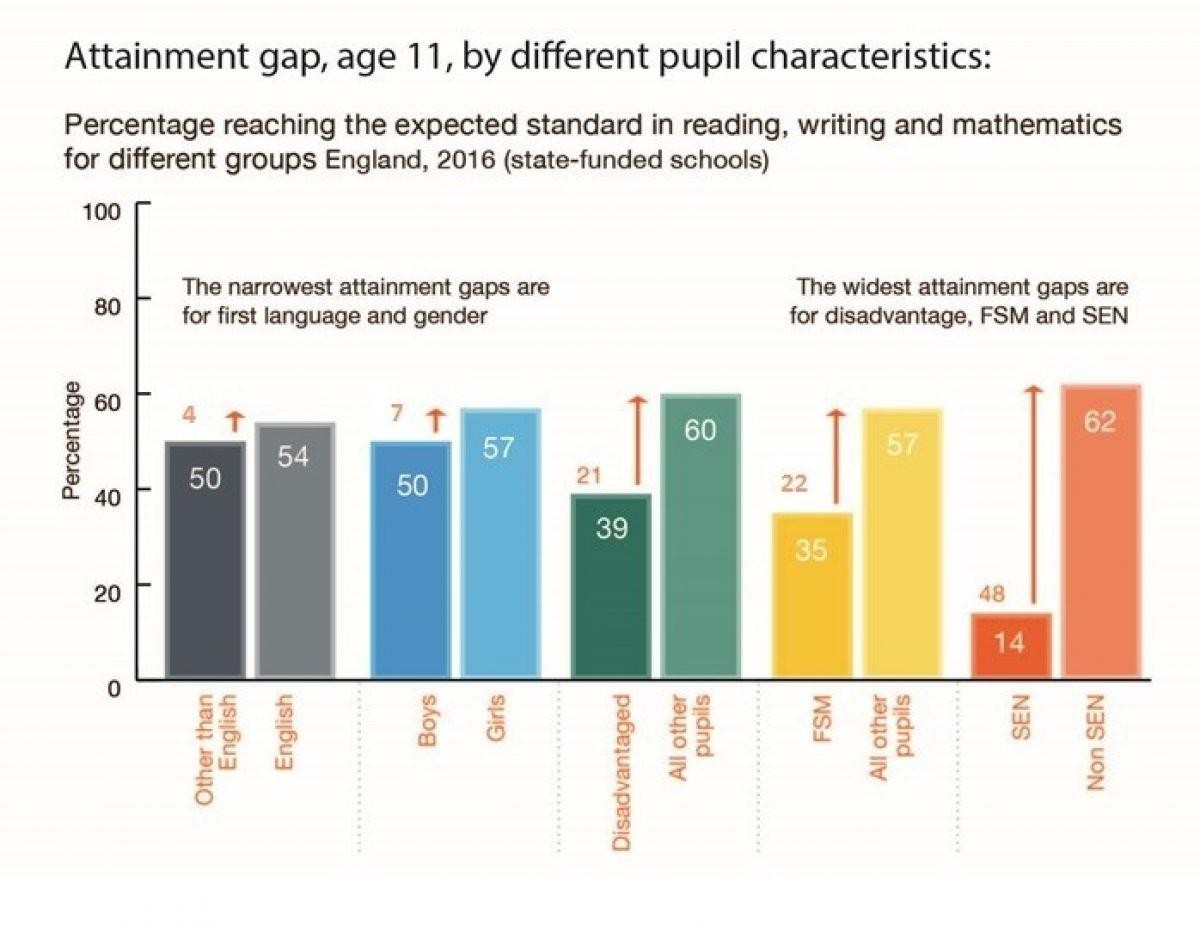 Attainment gap, age 11, by different pupil characteristics:
Percentage reaching the expected standard in reading, writing and mathematics
for different groups England, 2016 (state-funded schools)
100
80
60
40
20
0
Percentage
The narrowest attainment gaps are
for first language and gender
The widest attainment gaps are
for disadvantage, FSM and SEN
4
50
54
7
50
57
21
39
60
22
35
57
48
14
62
Other than
English
English
Boys
Girls
Disadvantaged
All other
pupils
FSM
All other
pupils
SEN
Non SEN